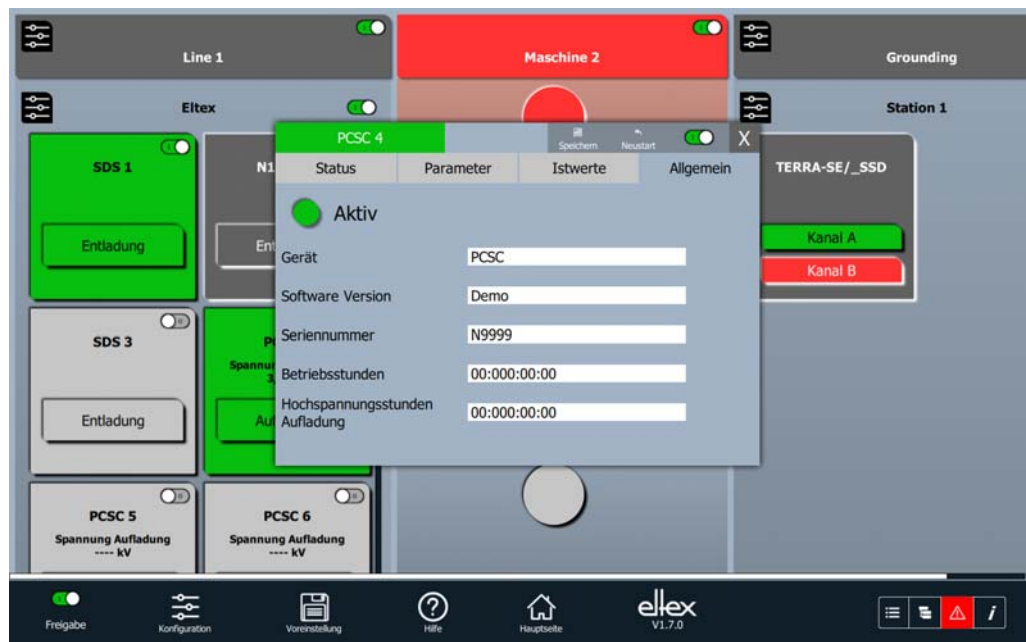 Line 1
Maschine 2
Grounding
Eltex
Station 1
PCSC 4
Speichern
Neustart
X
Status
Parameter
Istwerte
Allgemein
SDS 1
N1
TERRA-SE/_SSD
Aktiv
Entladung
Kanal A
Kanal B
Gerät
PCSC
Software Version
Demo
Seriennummer
N9999
Betriebsstunden
00:000:00:00
Hochspannungsstunden
Aufladung
00:000:00:00
SDS 3
Entladung
PCSC 5
Spannung Aufladung
---- kV
PCSC 6
Spannung Aufladung
---- kV
Freigabe
Konfiguration
Voreinstellung
Hilfe
Hauptseite
eltex
V1.7.0
i